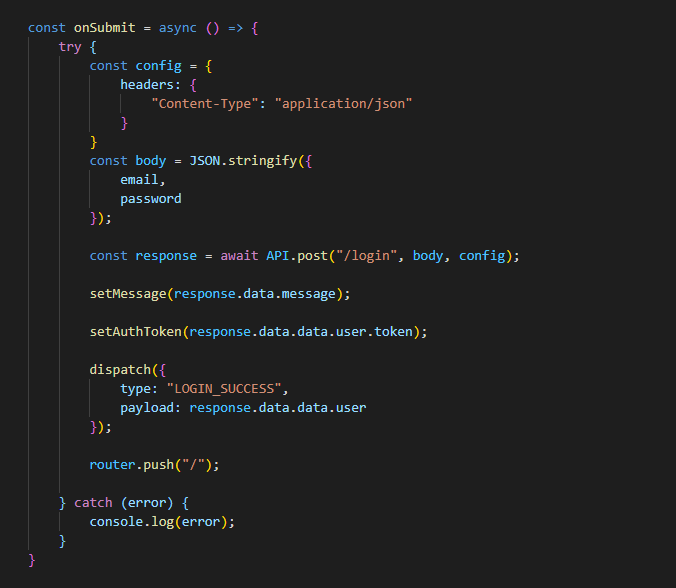 const onSubmit = async () => {
    try {
        const config = {
            headers: {
                "Content-Type": "application/json"
            }
        }
        const body = JSON.stringify({
            email,
            password
        });

        const response = await API.post("/login", body, config);

        setMessage(response.data.message);

        setAuthToken(response.data.data.user.token);

        dispatch({
            type: "LOGIN_SUCCESS",
            payload: response.data.data.user
        });

        router.push("/");

    } catch (error) {
        console.log(error);
    }
}